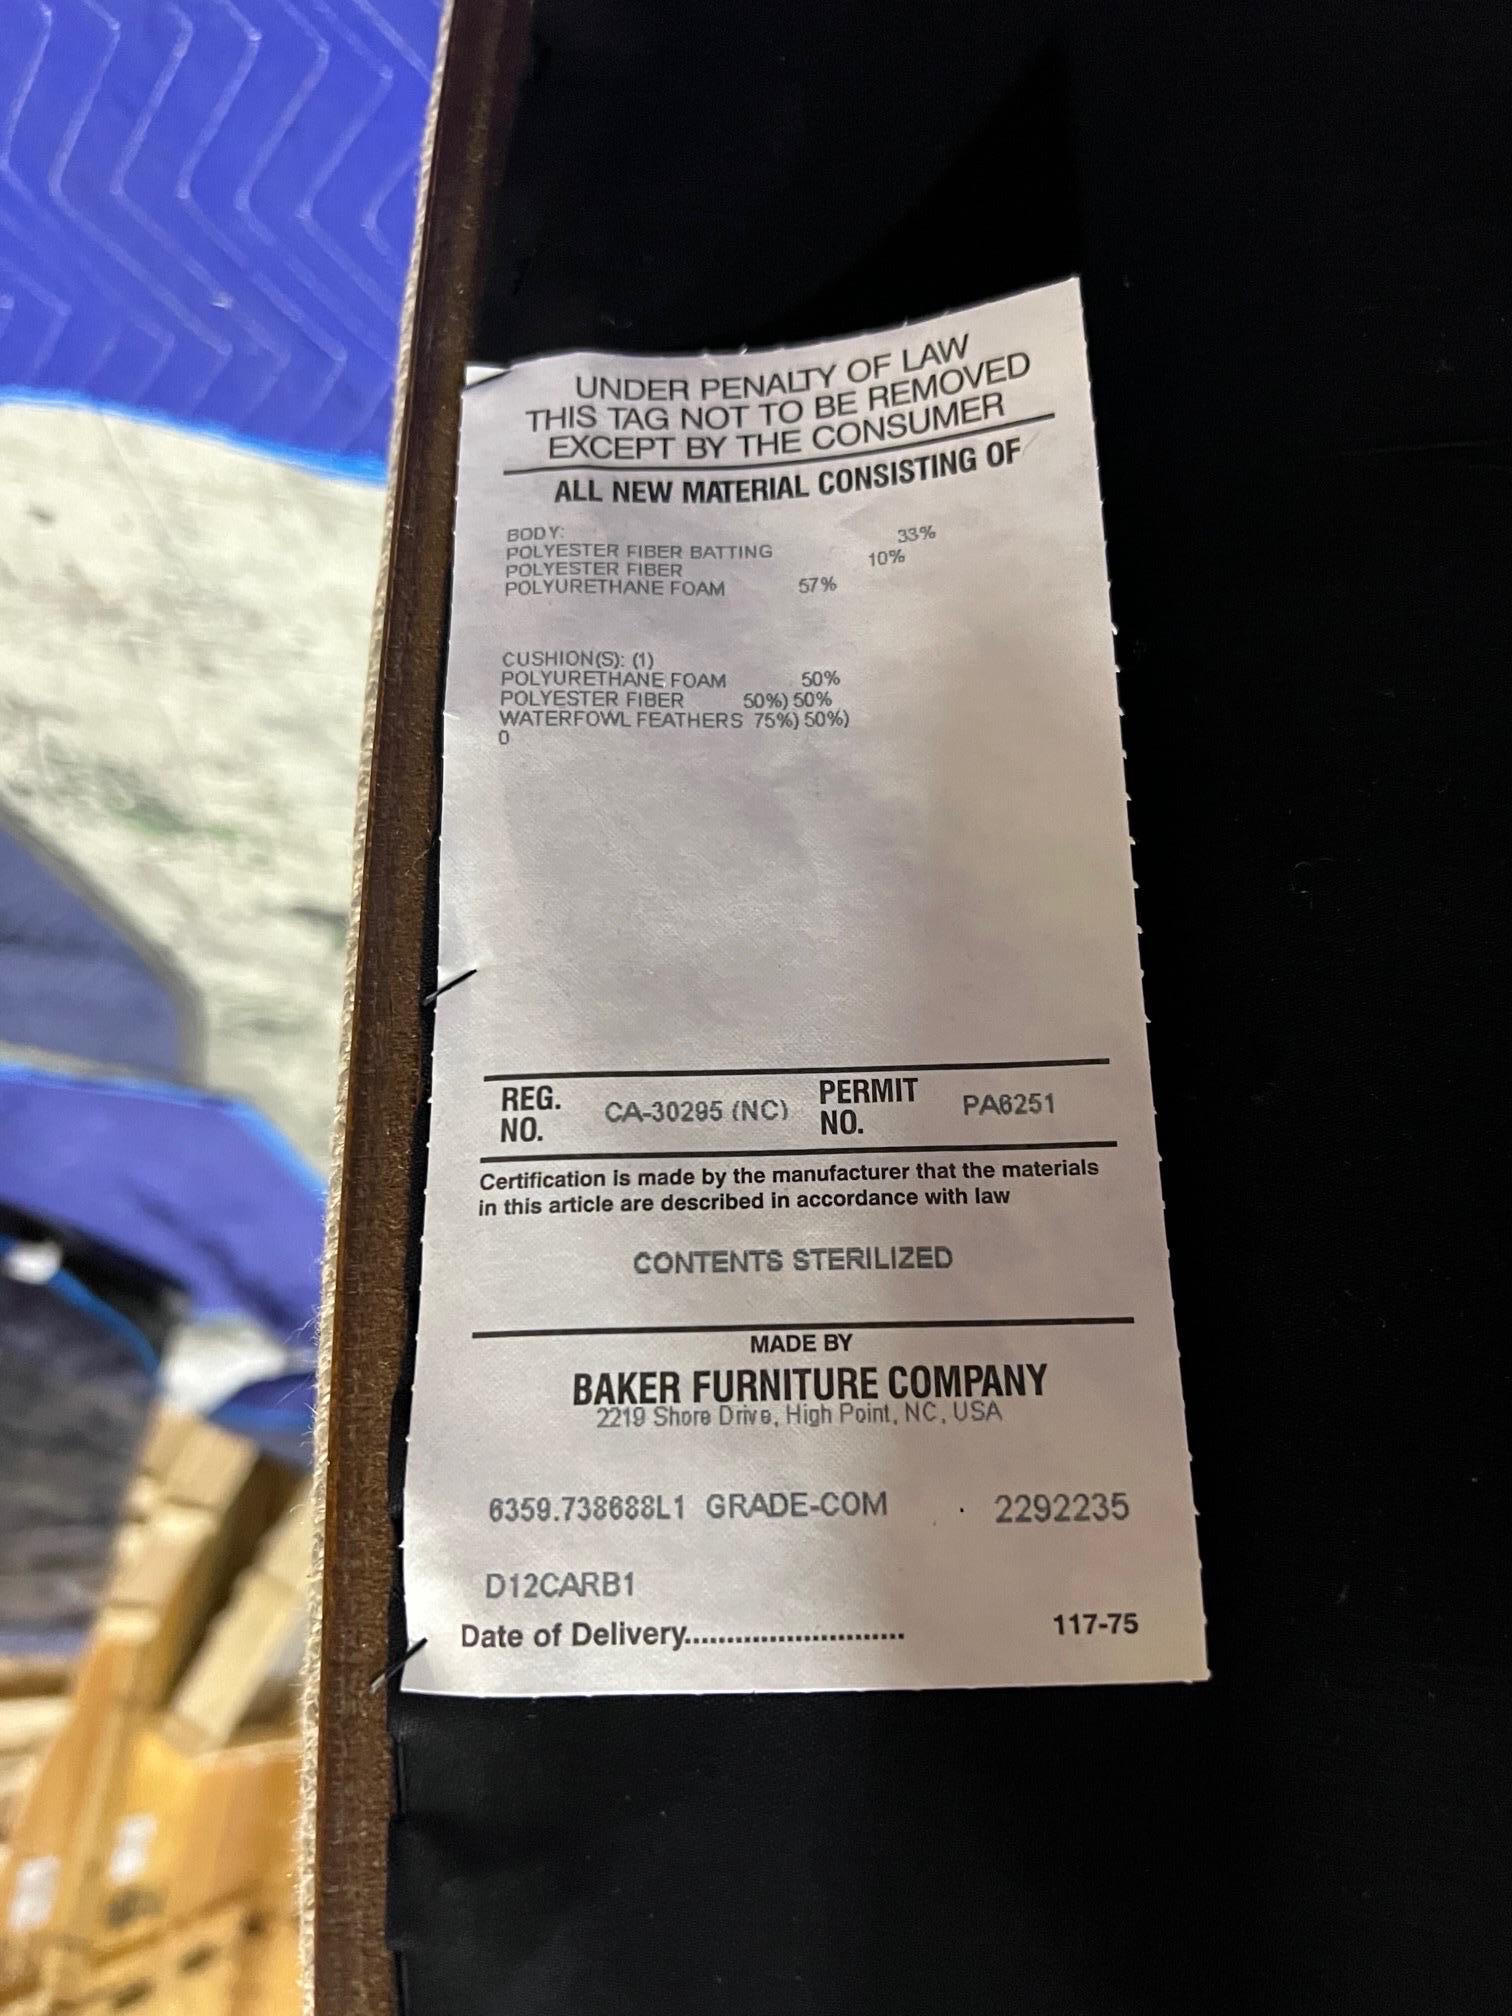 UNDER PENALTY OF LAW
THIS TAG NOT TO BE REMOVED
EXCEPT BY THE CONSUMER
ALL NEW MATERIAL CONSISTING OF
BODY:
POLYESTER FIBER BATTING 33%
POLYESTER FIBER 10%
POLYURETHANE FOAM 57%
CUSHION(S): (1)
POLYURETHANE FOAM 50%
POLYESTER FIBER 50%) 50%
WATERFOWL FEATHERS 75%) 50%)
0
REG. NO. CA-30295 (NC) PERMIT NO. PA6251
Certification is made by the manufacturer that the materials
in this article are described in accordance with law
CONTENTS STERILIZED
MADE BY
BAKER FURNITURE COMPANY
2219 Shore Drive, High Point, NC, USA
6359.738688L1 GRADE-COM . 2292235
D12CARB1
Date of Delivery........................... 117-75